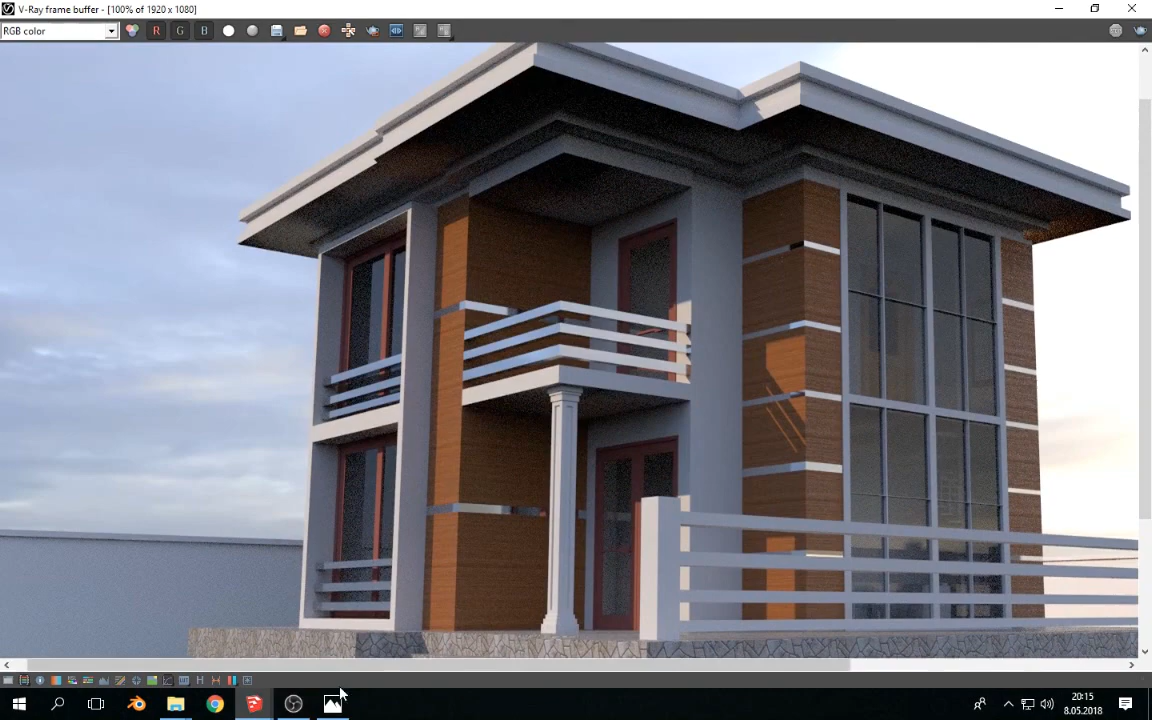 V-Ray frame buffer - [100% of 1920 x 1080]
RGB color
R
G
B
H
20:15
8.05.2018